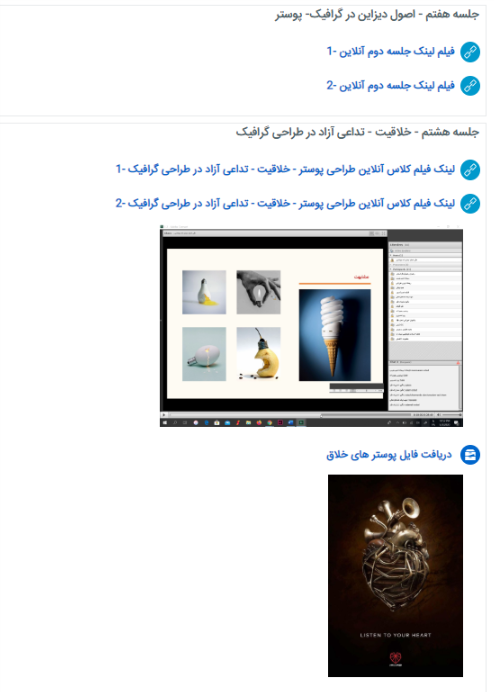 جلسه هفتم - اصول دیزاین در گرافیک- پوستر
فیلم لینک جلسه دوم آنلاین -1
فیلم لینک جلسه دوم آنلاین -2
جلسه هشتم - خلاقیت - تداعی آزاد در طراحی گرافیک
لینک فیلم کلاس آنلاین طراحی پوستر - خلاقیت - تداعی آزاد در طراحی گرافیک -1
لینک فیلم کلاس آنلاین طراحی پوستر - خلاقیت - تداعی آزاد در طراحی گرافیک -2
مشابهت
دریافت فایل پوستر های خلاق
LISTEN TO YOUR HEART